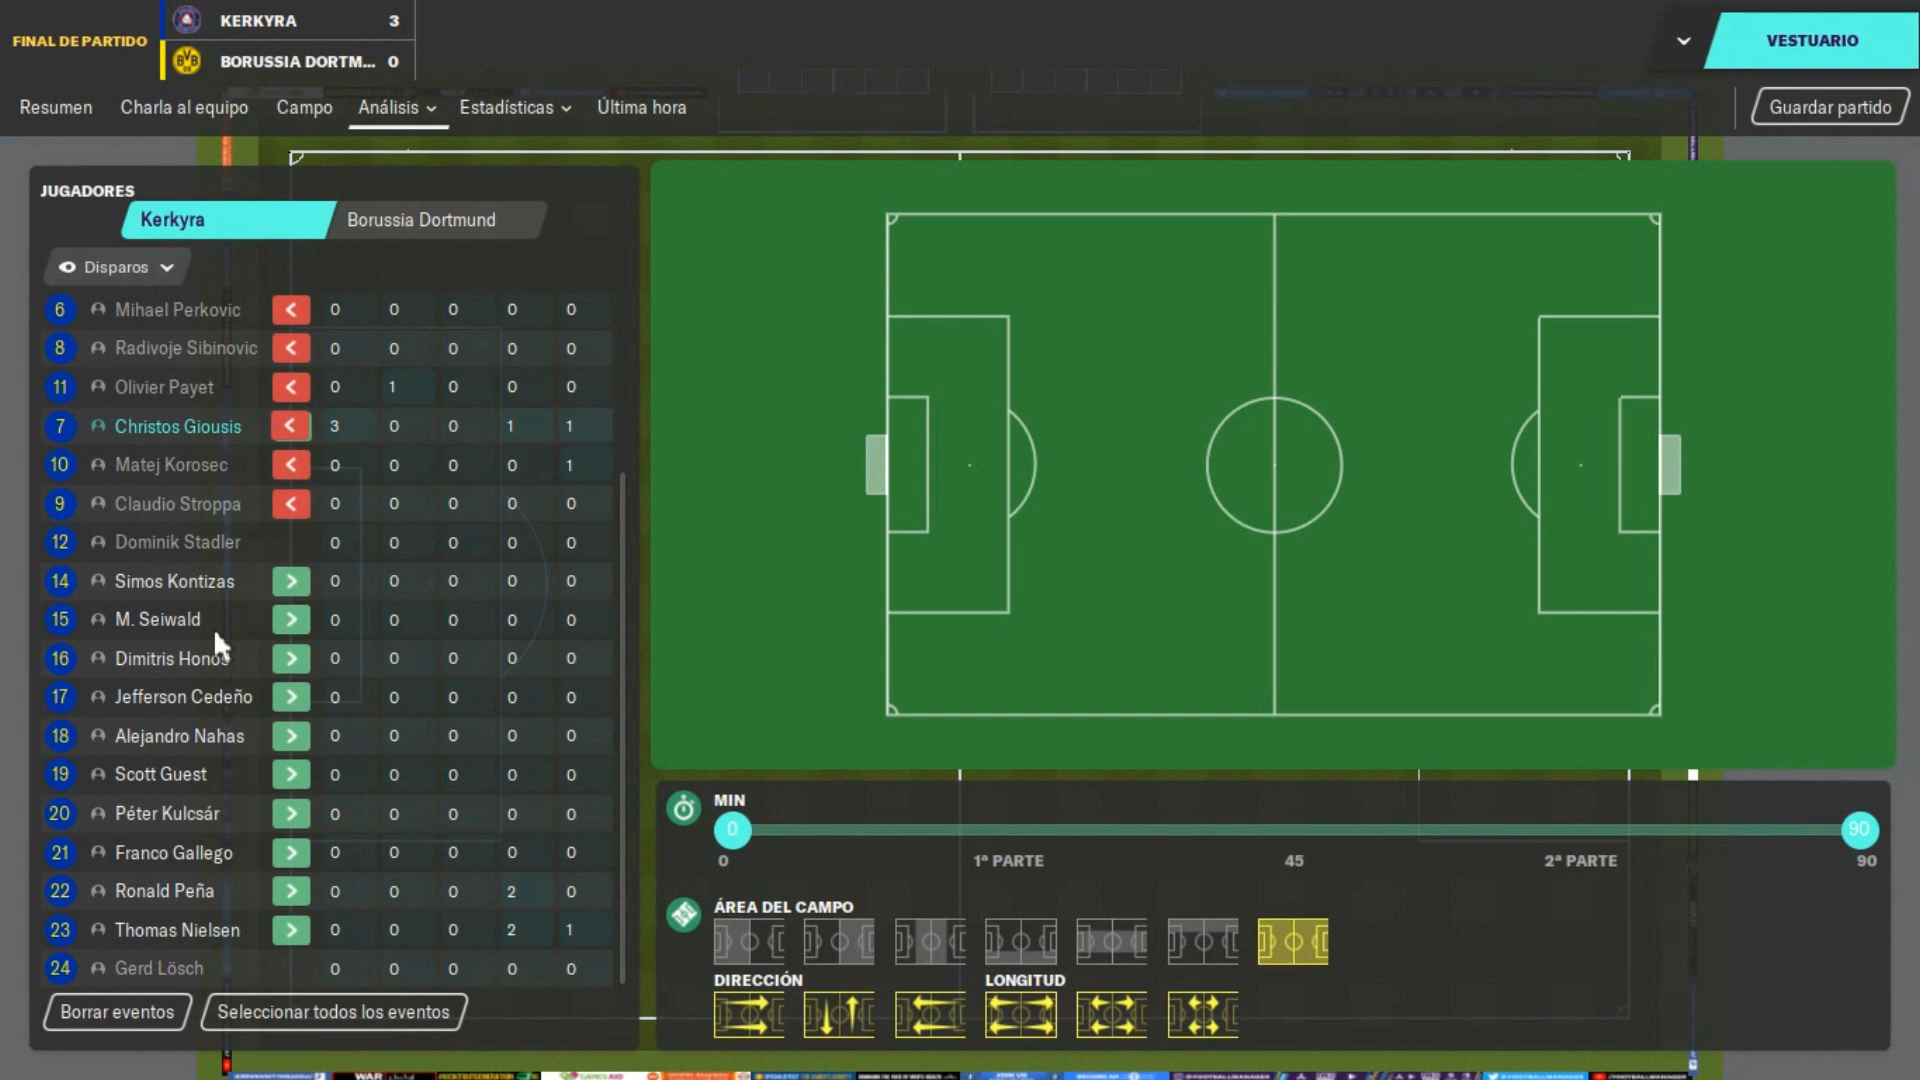 FINAL DE PARTIDO
KERKYRA 3
BORUSSIA DORTM... 0
VESTUARIO
Resumen Charla al equipo Campo Análisis Estadísticas Última hora
Guardar partido
JUGADORES
Kerkyra Borussia Dortmund
Disparos
6 Mihael Perkovic 0 0 0 0 0
8 Radivoje Sibinovic 0 0 0 0 0
11 Olivier Payet 0 1 0 0 0
7 Christos Giousis 3 0 0 1 1
10 Matej Korosec 0 0 0 0 1
9 Claudio Stroppa 0 0 0 0 0
12 Dominik Stadler 0 0 0 0 0
14 Simos Kontizas 0 0 0 0 0
15 M. Seiwald 0 0 0 0 0
16 Dimitris Honos 0 0 0 0 0
17 Jefferson Cedeño 0 0 0 0 0
18 Alejandro Nahas 0 0 0 0 0
19 Scott Guest 0 0 0 0 0
20 Péter Kulcsár 0 0 0 0 0
21 Franco Gallego 0 0 0 0 0
22 Ronald Peña 0 0 0 2 0
23 Thomas Nielsen 0 0 0 2 1
24 Gerd Lösch 0 0 0 0 0
Borrar eventos Seleccionar todos los eventos
MIN
0 90
0 1ª PARTE 45 2ª PARTE 90
ÁREA DEL CAMPO
DIRECCIÓN LONGITUD